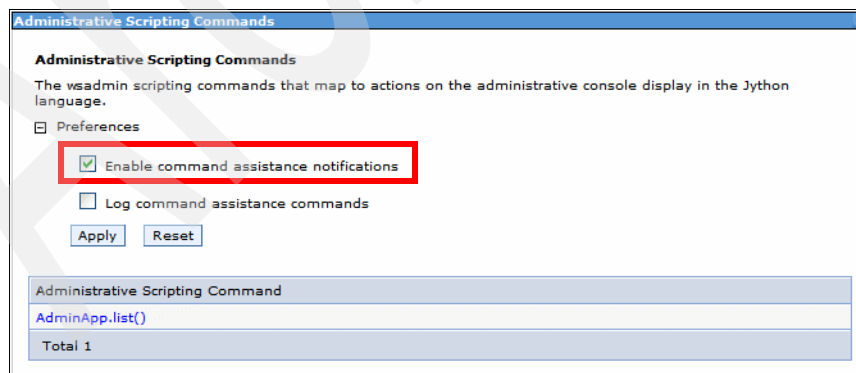 Administrative Scripting Commands
Administrative Scripting Commands
The wsadmin scripting commands that map to actions on the administrative console display in the Jython
language.
Preferences
Enable command assistance notifications
Log command assistance commands
Apply Reset
Administrative Scripting Command
AdminApp.list()
Total 1